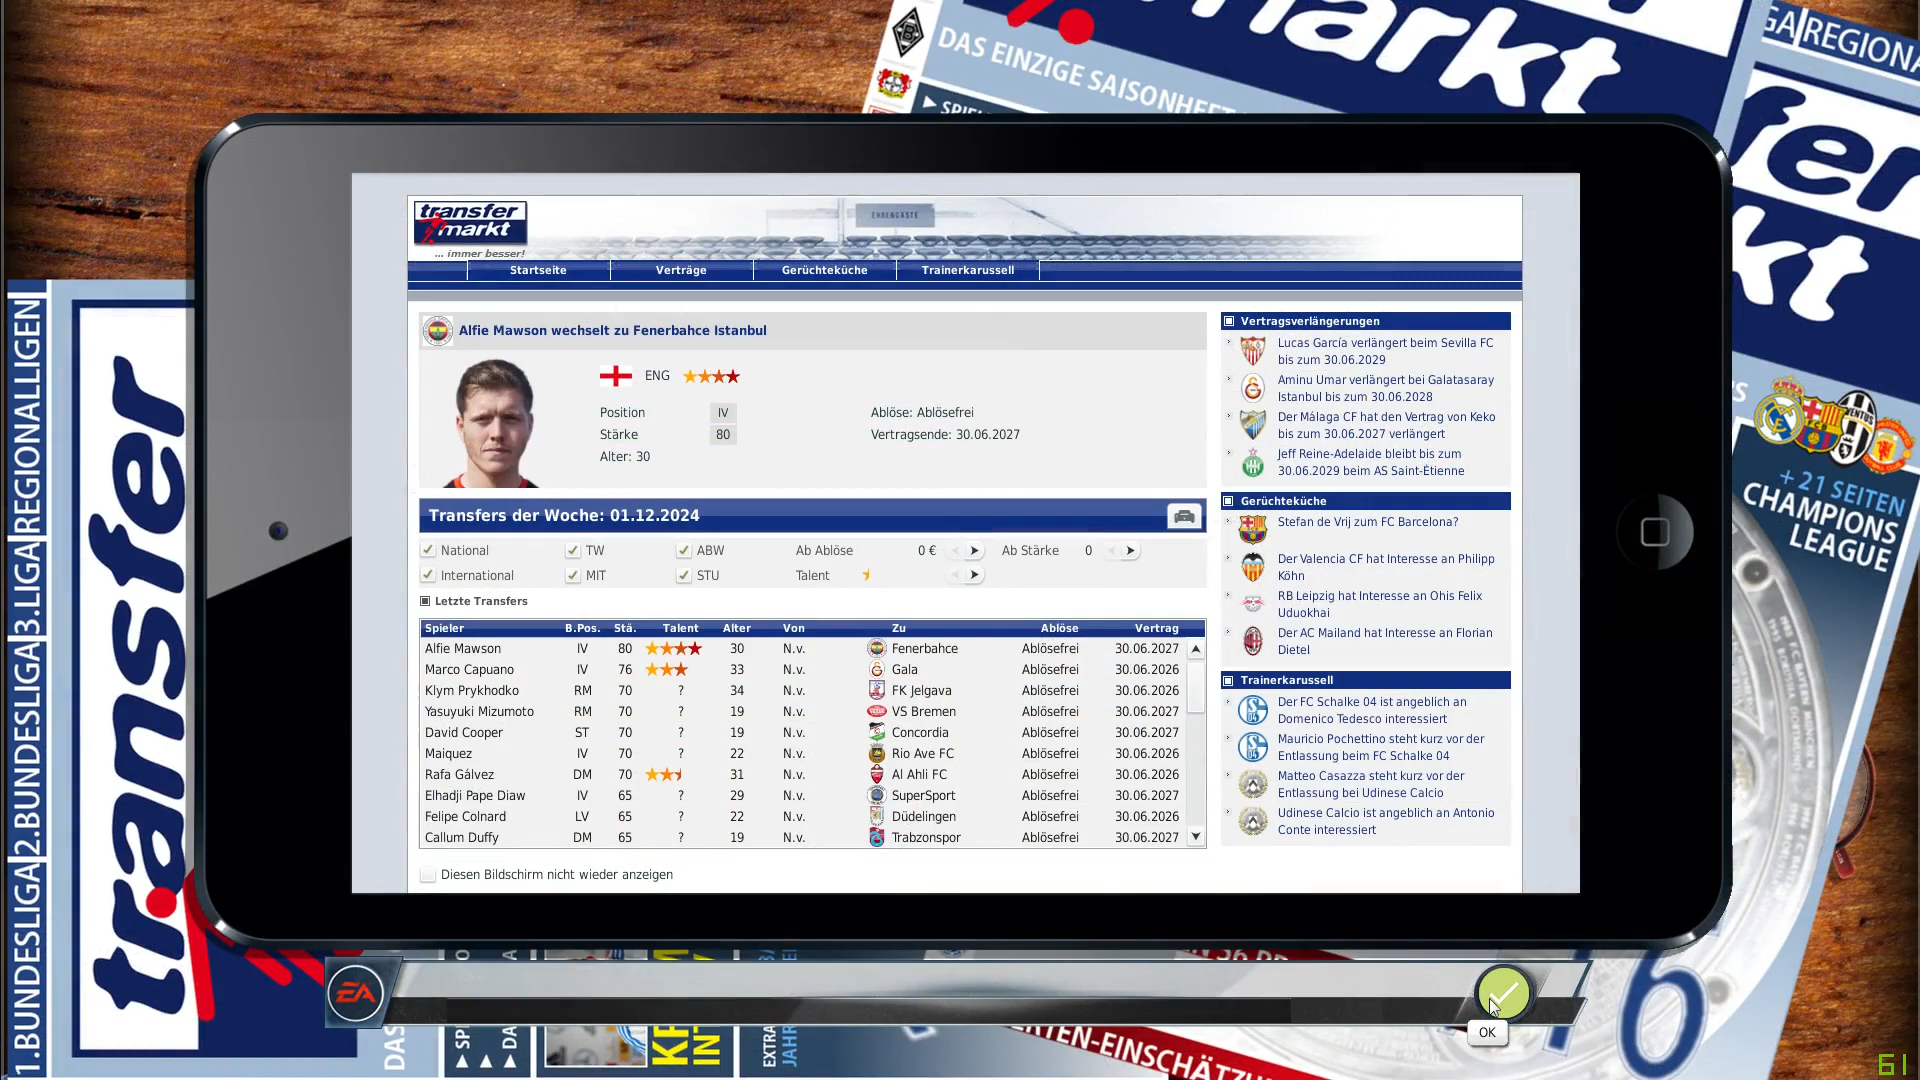 DAS EINZIGE SAISONHEFT
markt
transfer
markt
... immer besser!
EHRENGÄSTE
Startseite
Verträge
Gerüchteküche
Trainerkarussell
Alfie Mawson wechselt zu Fenerbahce Istanbul
ENG
Position IV
Stärke 80
Alter: 30
Ablöse: Ablösefrei
Vertragsende: 30.06.2027
Transfers der Woche: 01.12.2024
National TW ABW Ab Ablöse 0 € Ab Stärke 0
International MIT STU Talent
Letzte Transfers
Spieler B.Pos. Stä. Talent Alter Von Zu Ablöse Vertrag
Alfie Mawson IV 80 30 N.v. Fenerbahce Ablösefrei 30.06.2027
Marco Capuano IV 76 33 N.v. Gala Ablösefrei 30.06.2026
Klym Prykhodko RM 70 ? 34 N.v. FK Jelgava Ablösefrei 30.06.2026
Yasuyuki Mizumoto RM 70 ? 19 N.v. VS Bremen Ablösefrei 30.06.2027
David Cooper ST 70 ? 19 N.v. Concordia Ablösefrei 30.06.2027
Maiquez IV 70 ? 22 N.v. Rio Ave FC Ablösefrei 30.06.2026
Rafa Gálvez DM 70 31 N.v. Al Ahli FC Ablösefrei 30.06.2026
Elhadji Pape Diaw IV 65 ? 29 N.v. SuperSport Ablösefrei 30.06.2027
Felipe Colnard LV 65 ? 22 N.v. Düdelingen Ablösefrei 30.06.2026
Callum Duffy DM 65 ? 19 N.v. Trabzonspor Ablösefrei 30.06.2027
Diesen Bildschirm nicht wieder anzeigen
Vertragsverlängerungen
Lucas García verlängert beim Sevilla FC
bis zum 30.06.2029
Aminu Umar verlängert bei Galatasaray
Istanbul bis zum 30.06.2028
Der Málaga CF hat den Vertrag von Keko
bis zum 30.06.2027 verlängert
Jeff Reine-Adelaide bleibt bis zum
30.06.2029 beim AS Saint-Étienne
Gerüchteküche
Stefan de Vrij zum FC Barcelona?
Der Valencia CF hat Interesse an Philipp
Köhn
RB Leipzig hat Interesse an Ohis Felix
Uduokhai
Der AC Mailand hat Interesse an Florian
Dietel
Trainerkarussell
Der FC Schalke 04 ist angeblich an
Domenico Tedesco interessiert
Mauricio Pochettino steht kurz vor der
Entlassung beim FC Schalke 04
Matteo Casazza steht kurz vor der
Entlassung bei Udinese Calcio
Udinese Calcio ist angeblich an Antonio
Conte interessiert
1.BUNDESLIGA 2.BUNDESLIGA 3.LIGA REGIONALLIGEN
transfer
+ 21 SEITEN
CHAMPIONS
LEAGUE
EA
OK
EXTRA
61